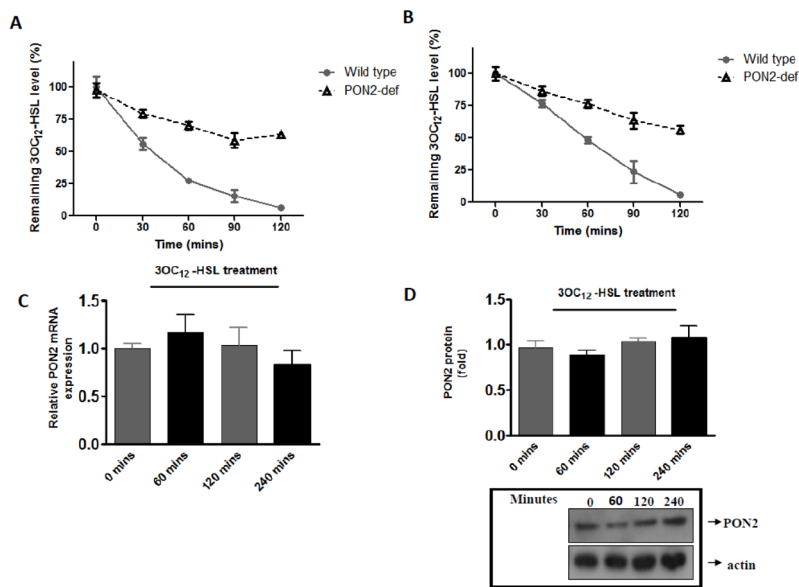 A
Remaining 3OC12-HSL level (%)
100
75
50
25
0
0 30 60 90 120
Time (mins)
Wild type
PON2-def
B
Remaining 3OC12-HSL level (%)
100
75
50
25
0
0 30 60 90 120
Time (mins)
Wild type
PON2-def
C
3OC12 -HSL treatment
Relative PON2 mRNA
expression
1.5
1.0
0.5
0.0
0 mins
60 mins
120 mins
240 mins
D
3OC12 -HSL treatment
PON2 protein
(fold)
1.5
1.0
0.5
0.0
0 mins
60 mins
120 mins
240 mins
Minutes 0 60 120 240
PON2
actin